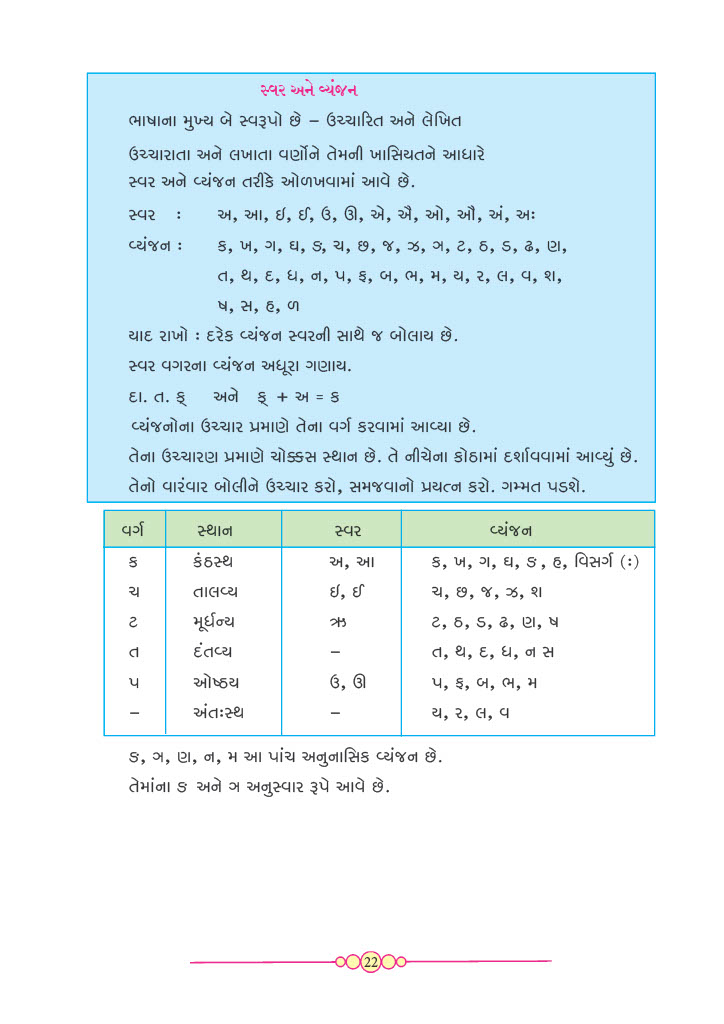 સ્વર અને વ્યંજન
ભાષાના મુખ્ય બે સ્વરૂપો છે – ઉચ્ચારિત અને લેખિત
ઉચ્ચારાતા અને લખાતા વર્ણોને તેમની ખાસિયતને આધારે
સ્વર અને વ્યંજન તરીકે ઓળખવામાં આવે છે.
સ્વર : અ, આ, ઇ, ઈ, ઉ, ઊ, એ, ઐ, ઓ, ઔ, અં, અઃ
વ્યંજન : ક, ખ, ગ, ઘ, ઙ, ચ, છ, જ, ઝ, ઞ, ટ, ઠ, ડ, ઢ, ણ,
ત, થ, દ, ધ, ન, પ, ફ, બ, ભ, મ, ય, ર, લ, વ, શ,
ષ, સ, હ, ળ
યાદ રાખો : દરેક વ્યંજન સ્વરની સાથે જ બોલાય છે.
સ્વર વગરના વ્યંજન અધૂરા ગણાય.
દા. ત. ક્ અને ક્ + અ = ક
વ્યંજનોના ઉચ્ચાર પ્રમાણે તેના વર્ગ કરવામાં આવ્યા છે.
તેના ઉચ્ચારણ પ્રમાણે ચોક્કસ સ્થાન છે. તે નીચેના કોઠામાં દર્શાવવામાં આવ્યું છે.
તેનો વારંવાર બોલીને ઉચ્ચાર કરો, સમજવાનો પ્રયત્ન કરો. ગમ્મત પડશે.
વર્ગ સ્થાન સ્વર વ્યંજન
ક કંઠસ્થ અ, આ ક, ખ, ગ, ઘ, ઙ, હ, વિસર્ગ (ઃ)
ચ તાલવ્ય ઇ, ઈ ચ, છ, જ, ઝ, શ
ટ મૂર્ધન્ય ઋ ટ, ઠ, ડ, ઢ, ણ, ષ
ત દંતવ્ય – ત, થ, દ, ધ, ન સ
પ ઓષ્ઠય ઉ, ઊ પ, ફ, બ, ભ, મ
– અંતઃસ્થ – ય, ર, લ, વ
ઙ, ઞ, ણ, ન, મ આ પાંચ અનુનાસિક વ્યંજન છે.
તેમાંના ઙ અને ઞ અનુસ્વાર રૂપે આવે છે.
22